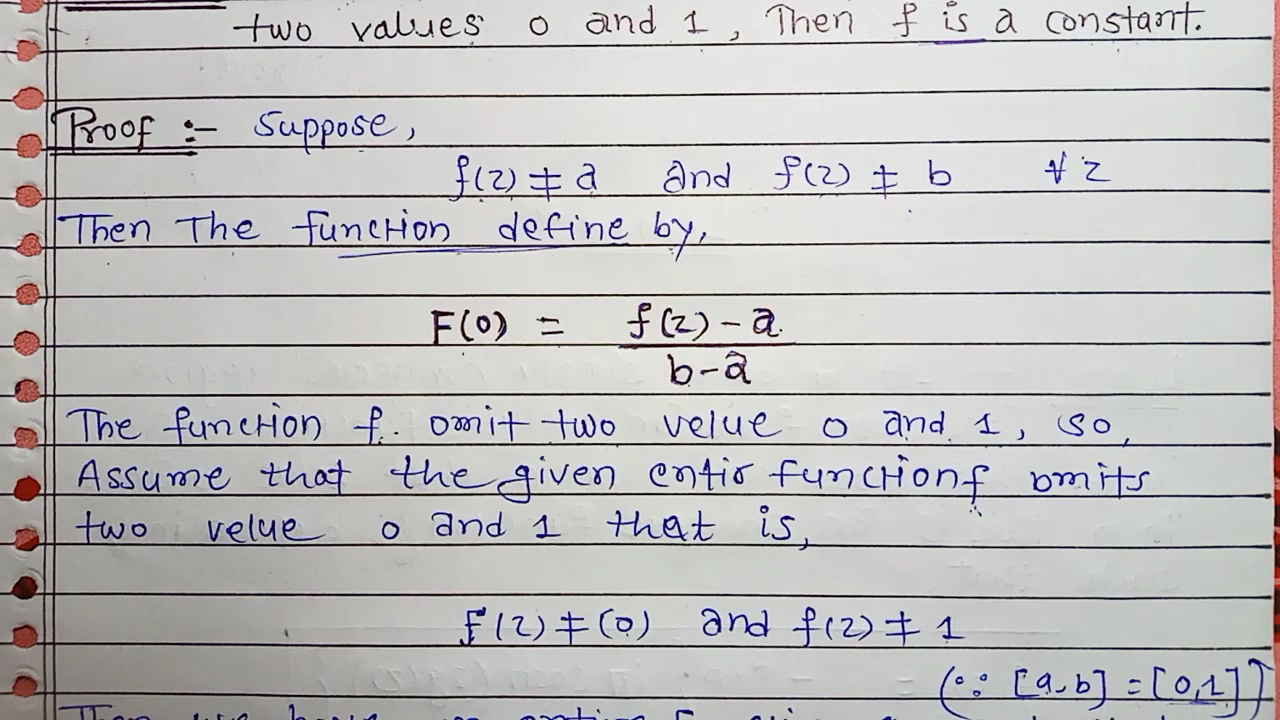 two values 0 and 1, Then f is a constant.
Proof :- Suppose,
f(z) ≠ a and f(z) ≠ b ∀ z
Then The function define by,
F(0) = f(z) - a
b-a
The function f. omit two velue 0 and 1, so,
Assume that the given entir function f omits
two velue 0 and 1 that is,
f(z) ≠ (0) and f(z) ≠ 1
(∵ [a,b] = [0,1])